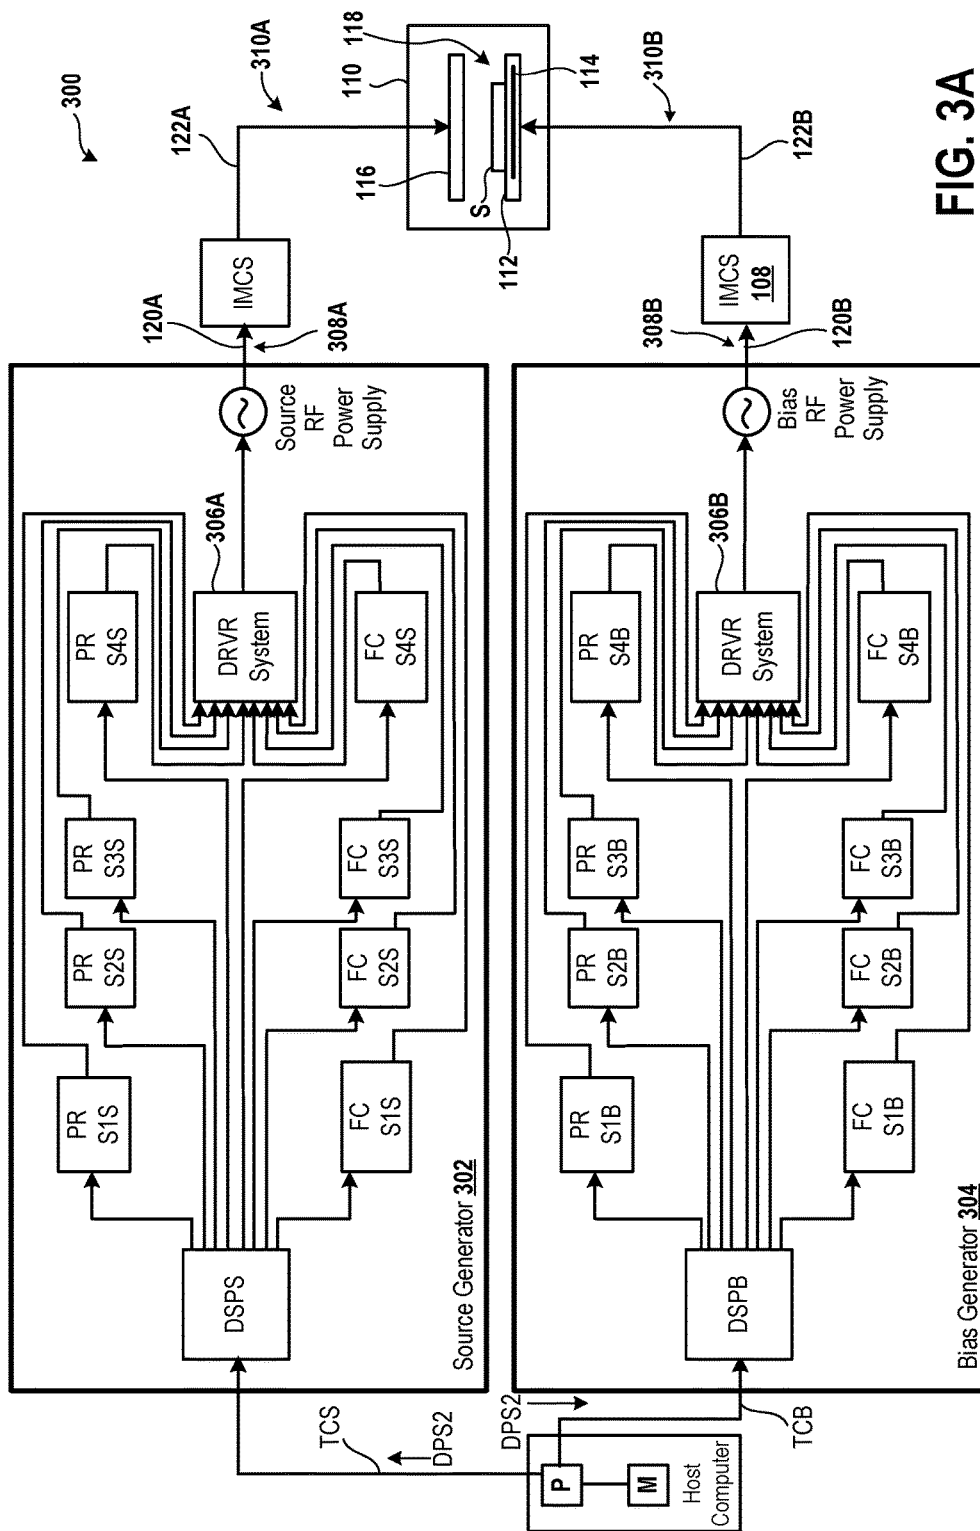 300
TCS
DPS2
DPS2
TCB
P
M
Host
Computer
DSPS
PR
S1S
PR
S2S
PR
S3S
PR
S4S
FC
S1S
FC
S2S
FC
S3S
FC
S4S
DRVR
System
306A
Source
RF
Power
Supply
Source Generator 302
120A
308A
IMCS
122A
310A
110
118
116
S
112
114
DSPB
PR
S1B
PR
S2B
PR
S3B
PR
S4B
FC
S1B
FC
S2B
FC
S3B
FC
S4B
DRVR
System
306B
Bias
RF
Power
Supply
Bias Generator 304
308B
120B
IMCS
108
122B
310B
FIG. 3A